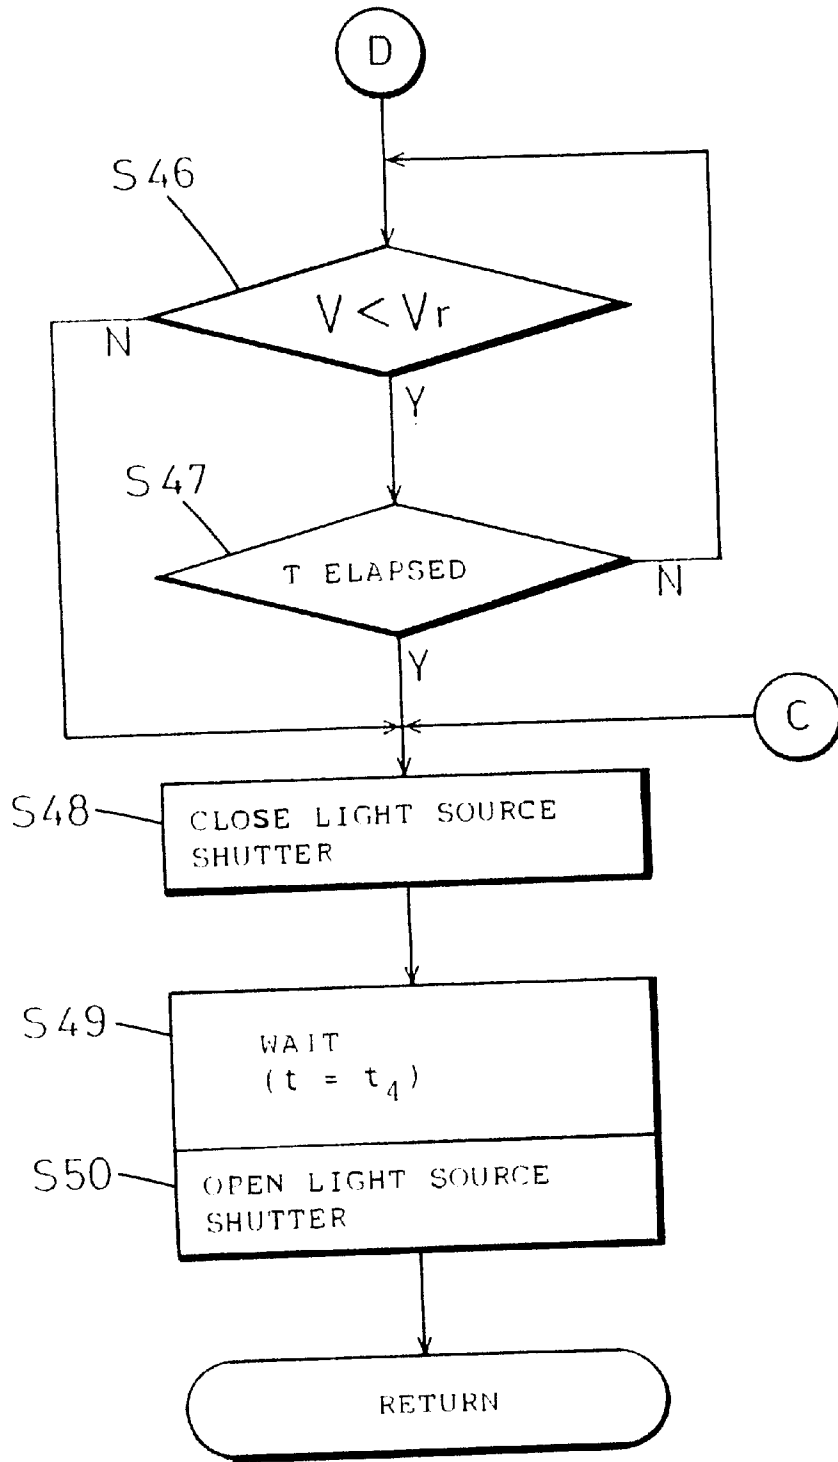 D
S46
V < Vr
N
Y
S47
T ELAPSED
N
Y
C
S48
CLOSE LIGHT SOURCE
SHUTTER
S49
WAIT
(t = t4)
S50
OPEN LIGHT SOURCE
SHUTTER
RETURN